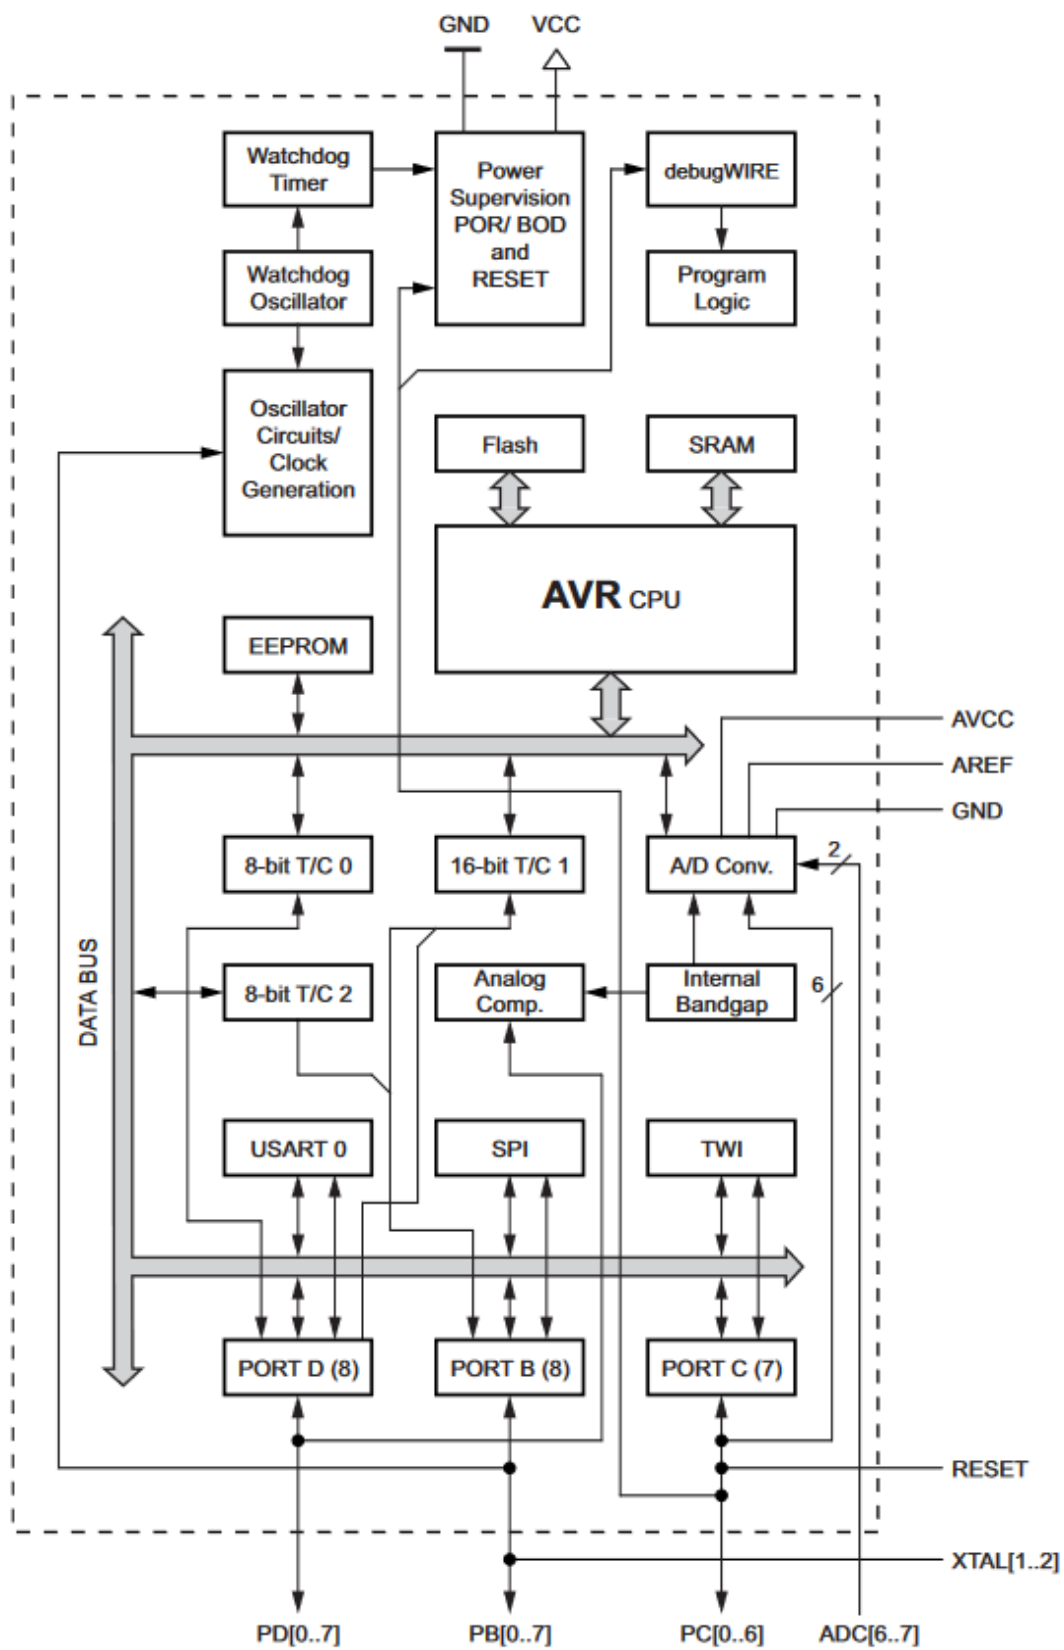 GND
VCC
Watchdog
Timer
Power
Supervision
POR/ BOD
and
RESET
debugWIRE
Watchdog
Oscillator
Program
Logic
Oscillator
Circuits/
Clock
Generation
Flash
SRAM
AVR CPU
EEPROM
AVCC
AREF
GND
8-bit T/C 0
16-bit T/C 1
A/D Conv.
2
DATA BUS
8-bit T/C 2
Analog
Comp.
Internal
Bandgap
6
USART 0
SPI
TWI
PORT D (8)
PORT B (8)
PORT C (7)
RESET
XTAL[1..2]
PD[0..7]
PB[0..7]
PC[0..6]
ADC[6..7]